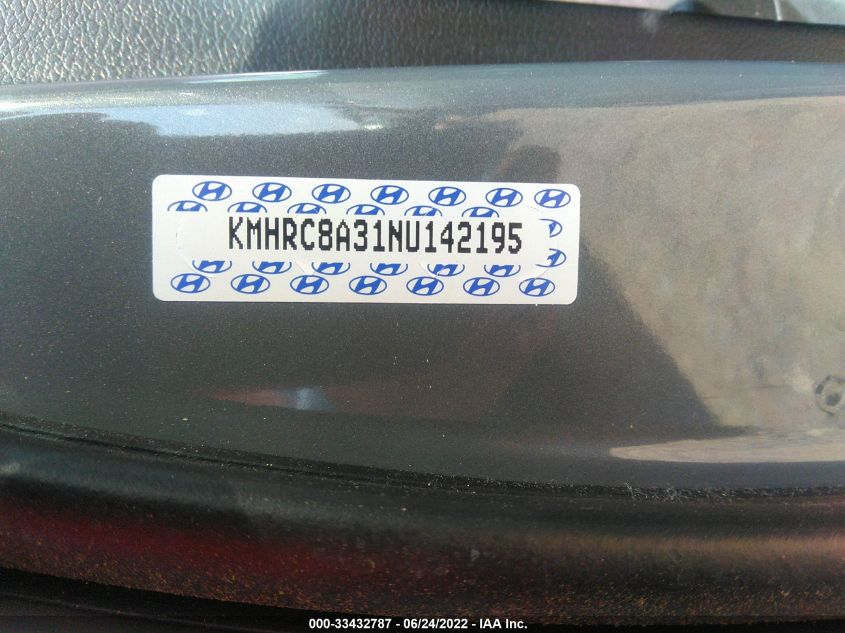 KMHRC8A31NU142195
000-33432787 - 06/24/2022 - IAA Inc.